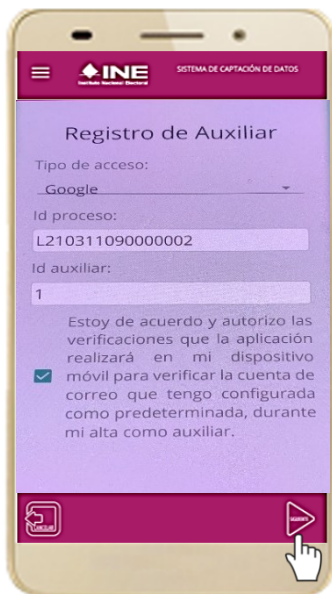 INE
Instituto Nacional Electoral
SISTEMA DE CAPTACIÓN DE DATOS
Registro de Auxiliar
Tipo de acceso:
Google
Id proceso:
L210311090000002
Id auxiliar:
1
Estoy de acuerdo y autorizo las
verificaciones que la aplicación
realizará en mi dispositivo
móvil para verificar la cuenta de
correo que tengo configurada
como predeterminada, durante
mi alta como auxiliar.
CANCELAR
SIGUIENTE